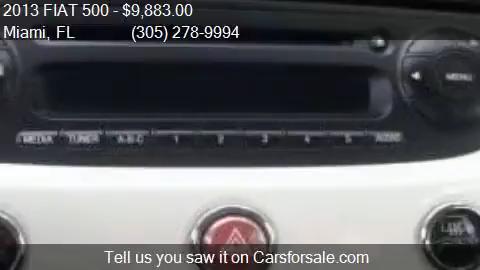 2013 FIAT 500 - $9,883.00
Miami, FL (305) 278-9994
MENU
MEDIA TUNER A-B-C 1 2 3 4 5 AUDIO
Tell us you saw it on Carsforsale.com